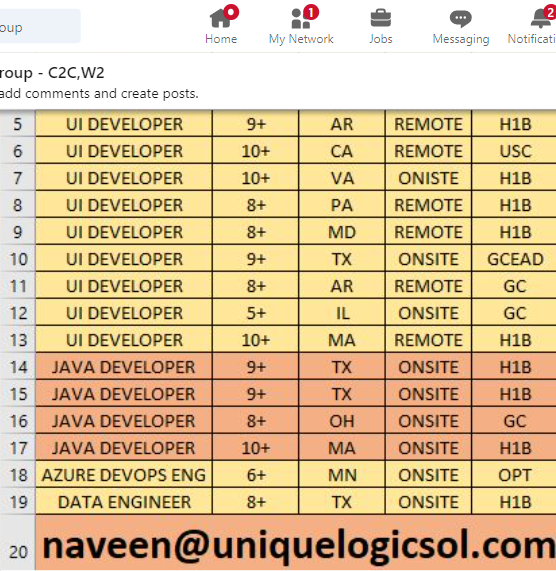 oup
1
2
Home My Network Jobs Messaging Notificati
roup - C2C,W2
add comments and create posts.
5 UI DEVELOPER 9+ AR REMOTE H1B
6 UI DEVELOPER 10+ CA REMOTE USC
7 UI DEVELOPER 10+ VA ONISTE H1B
8 UI DEVELOPER 8+ PA REMOTE H1B
9 UI DEVELOPER 8+ MD REMOTE H1B
10 UI DEVELOPER 9+ TX ONSITE GCEAD
11 UI DEVELOPER 8+ AR REMOTE GC
12 UI DEVELOPER 5+ IL ONSITE GC
13 UI DEVELOPER 10+ MA REMOTE H1B
14 JAVA DEVELOPER 9+ TX ONSITE H1B
15 JAVA DEVELOPER 9+ TX ONSITE H1B
16 JAVA DEVELOPER 8+ OH ONSITE GC
17 JAVA DEVELOPER 10+ MA ONSITE H1B
18 AZURE DEVOPS ENG 6+ MN ONSITE OPT
19 DATA ENGINEER 8+ TX ONSITE H1B
20 naveen@uniquelogicsol.com